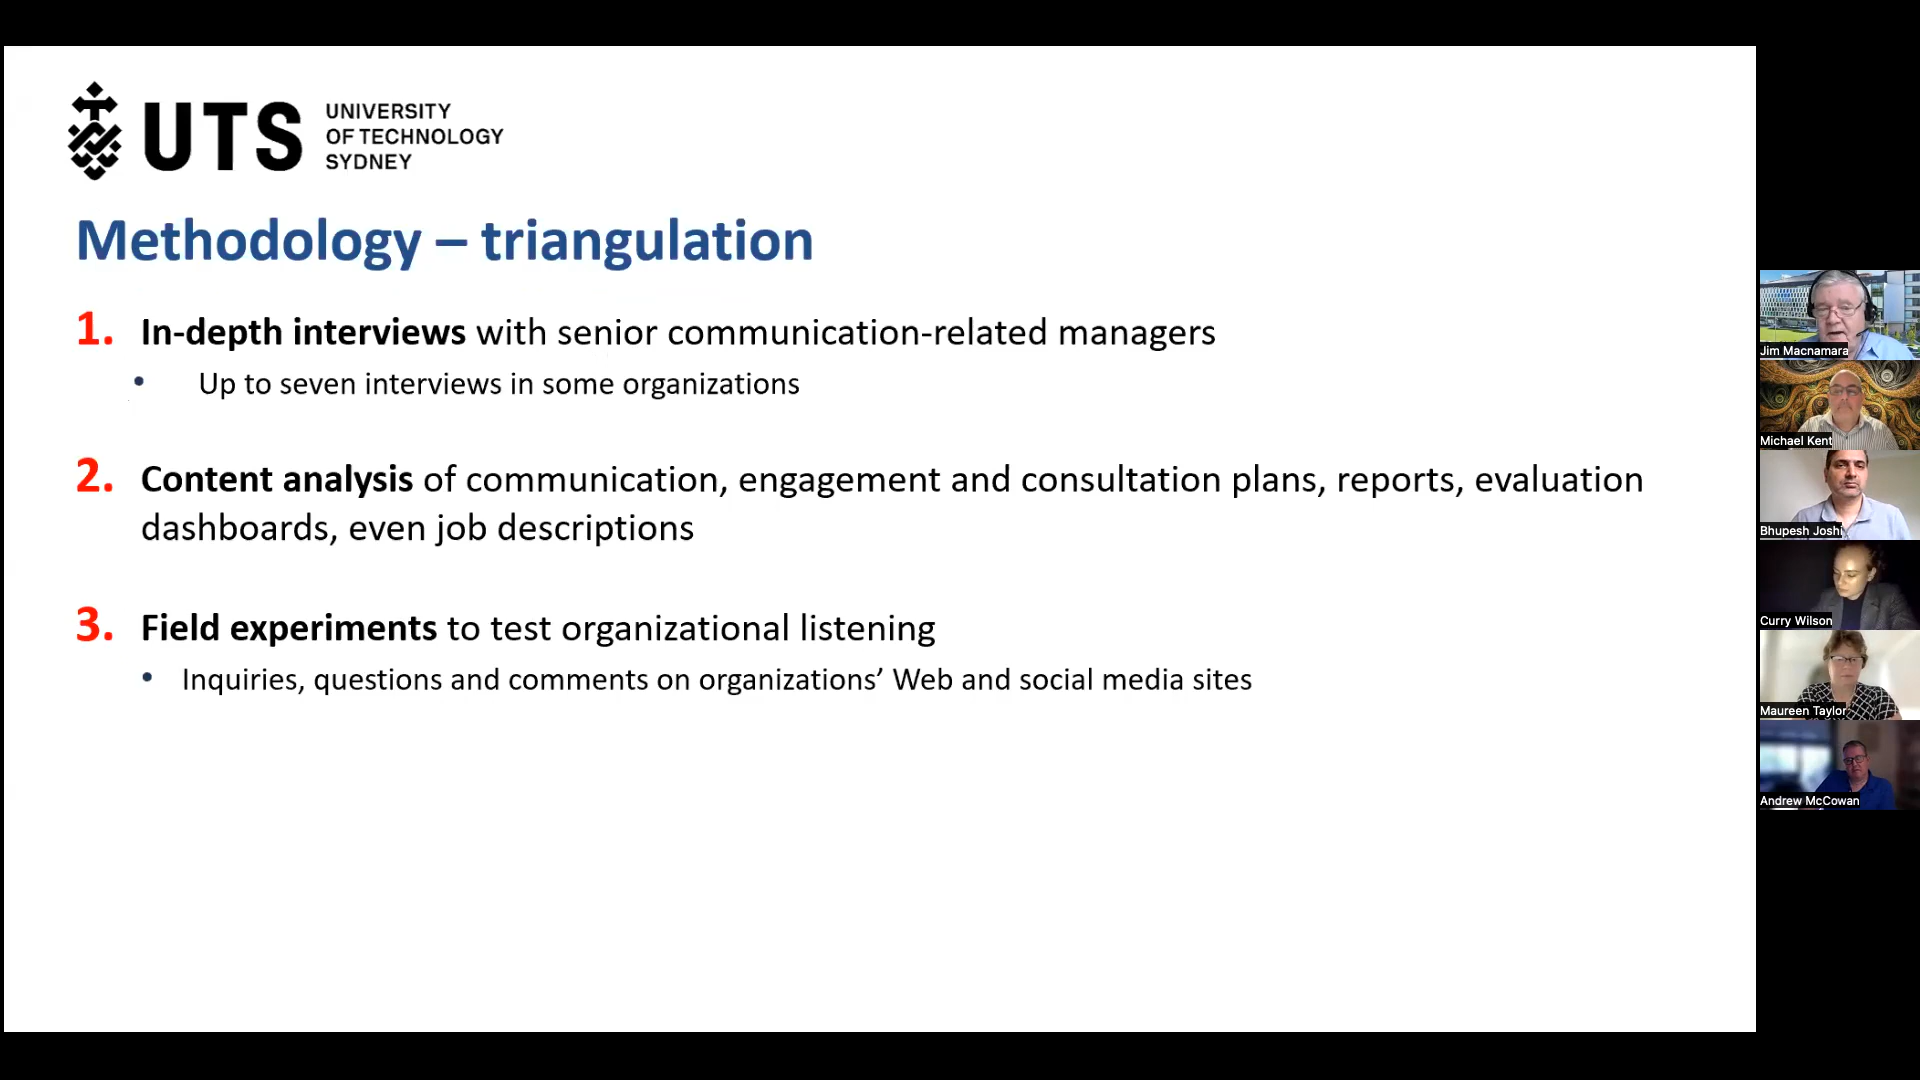 UTS
UNIVERSITY
OF TECHNOLOGY
SYDNEY
Methodology – triangulation
1. In-depth interviews with senior communication-related managers
• Up to seven interviews in some organizations
2. Content analysis of communication, engagement and consultation plans, reports, evaluation
dashboards, even job descriptions
3. Field experiments to test organizational listening
• Inquiries, questions and comments on organizations’ Web and social media sites
Jim Macnamara
Michael Kent
Bhupesh Joshi
Curry Wilson
Maureen Taylor
Andrew McCowan